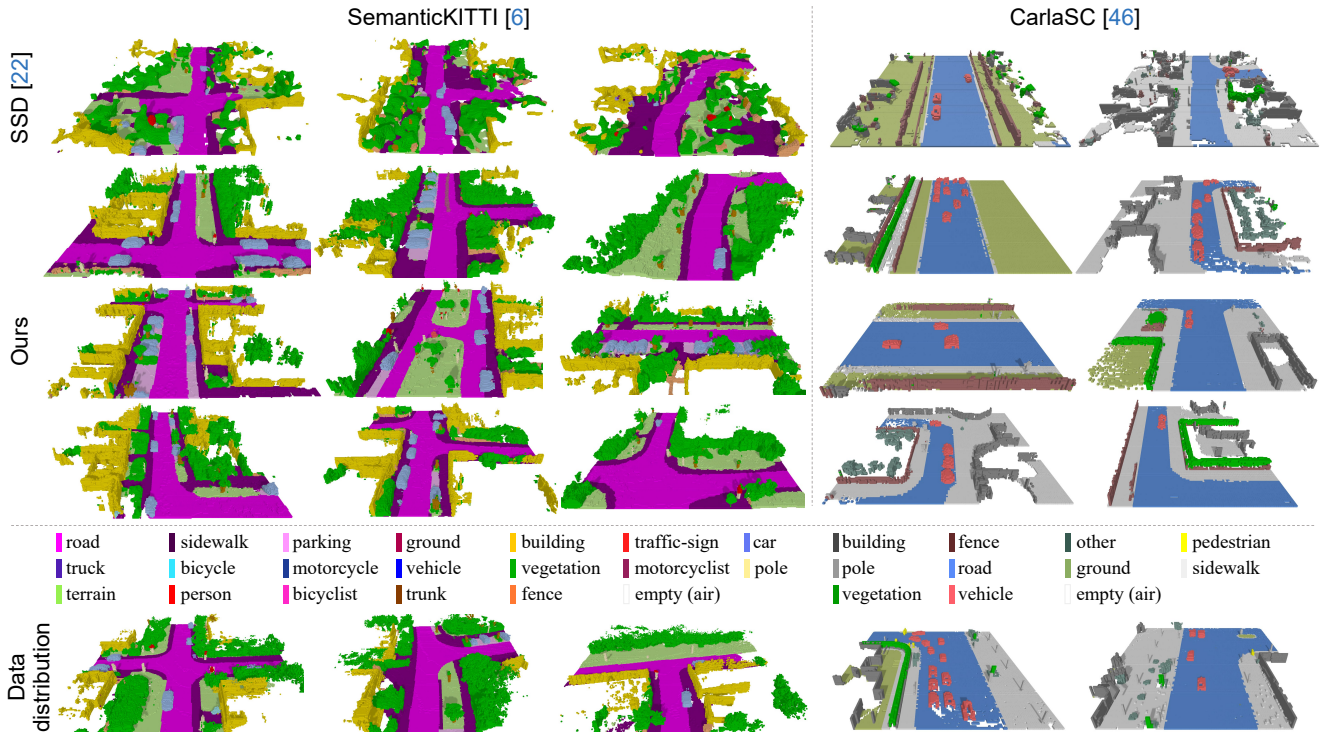 SemanticKITTI [6]
CarlaSC [46]
SSD [22]
Ours
road sidewalk parking ground building traffic-sign car
truck bicycle motorcycle vehicle vegetation motorcyclist pole
terrain person bicyclist trunk fence empty (air)
building fence other pedestrian
pole road ground sidewalk
vegetation vehicle empty (air)
Data
distribution